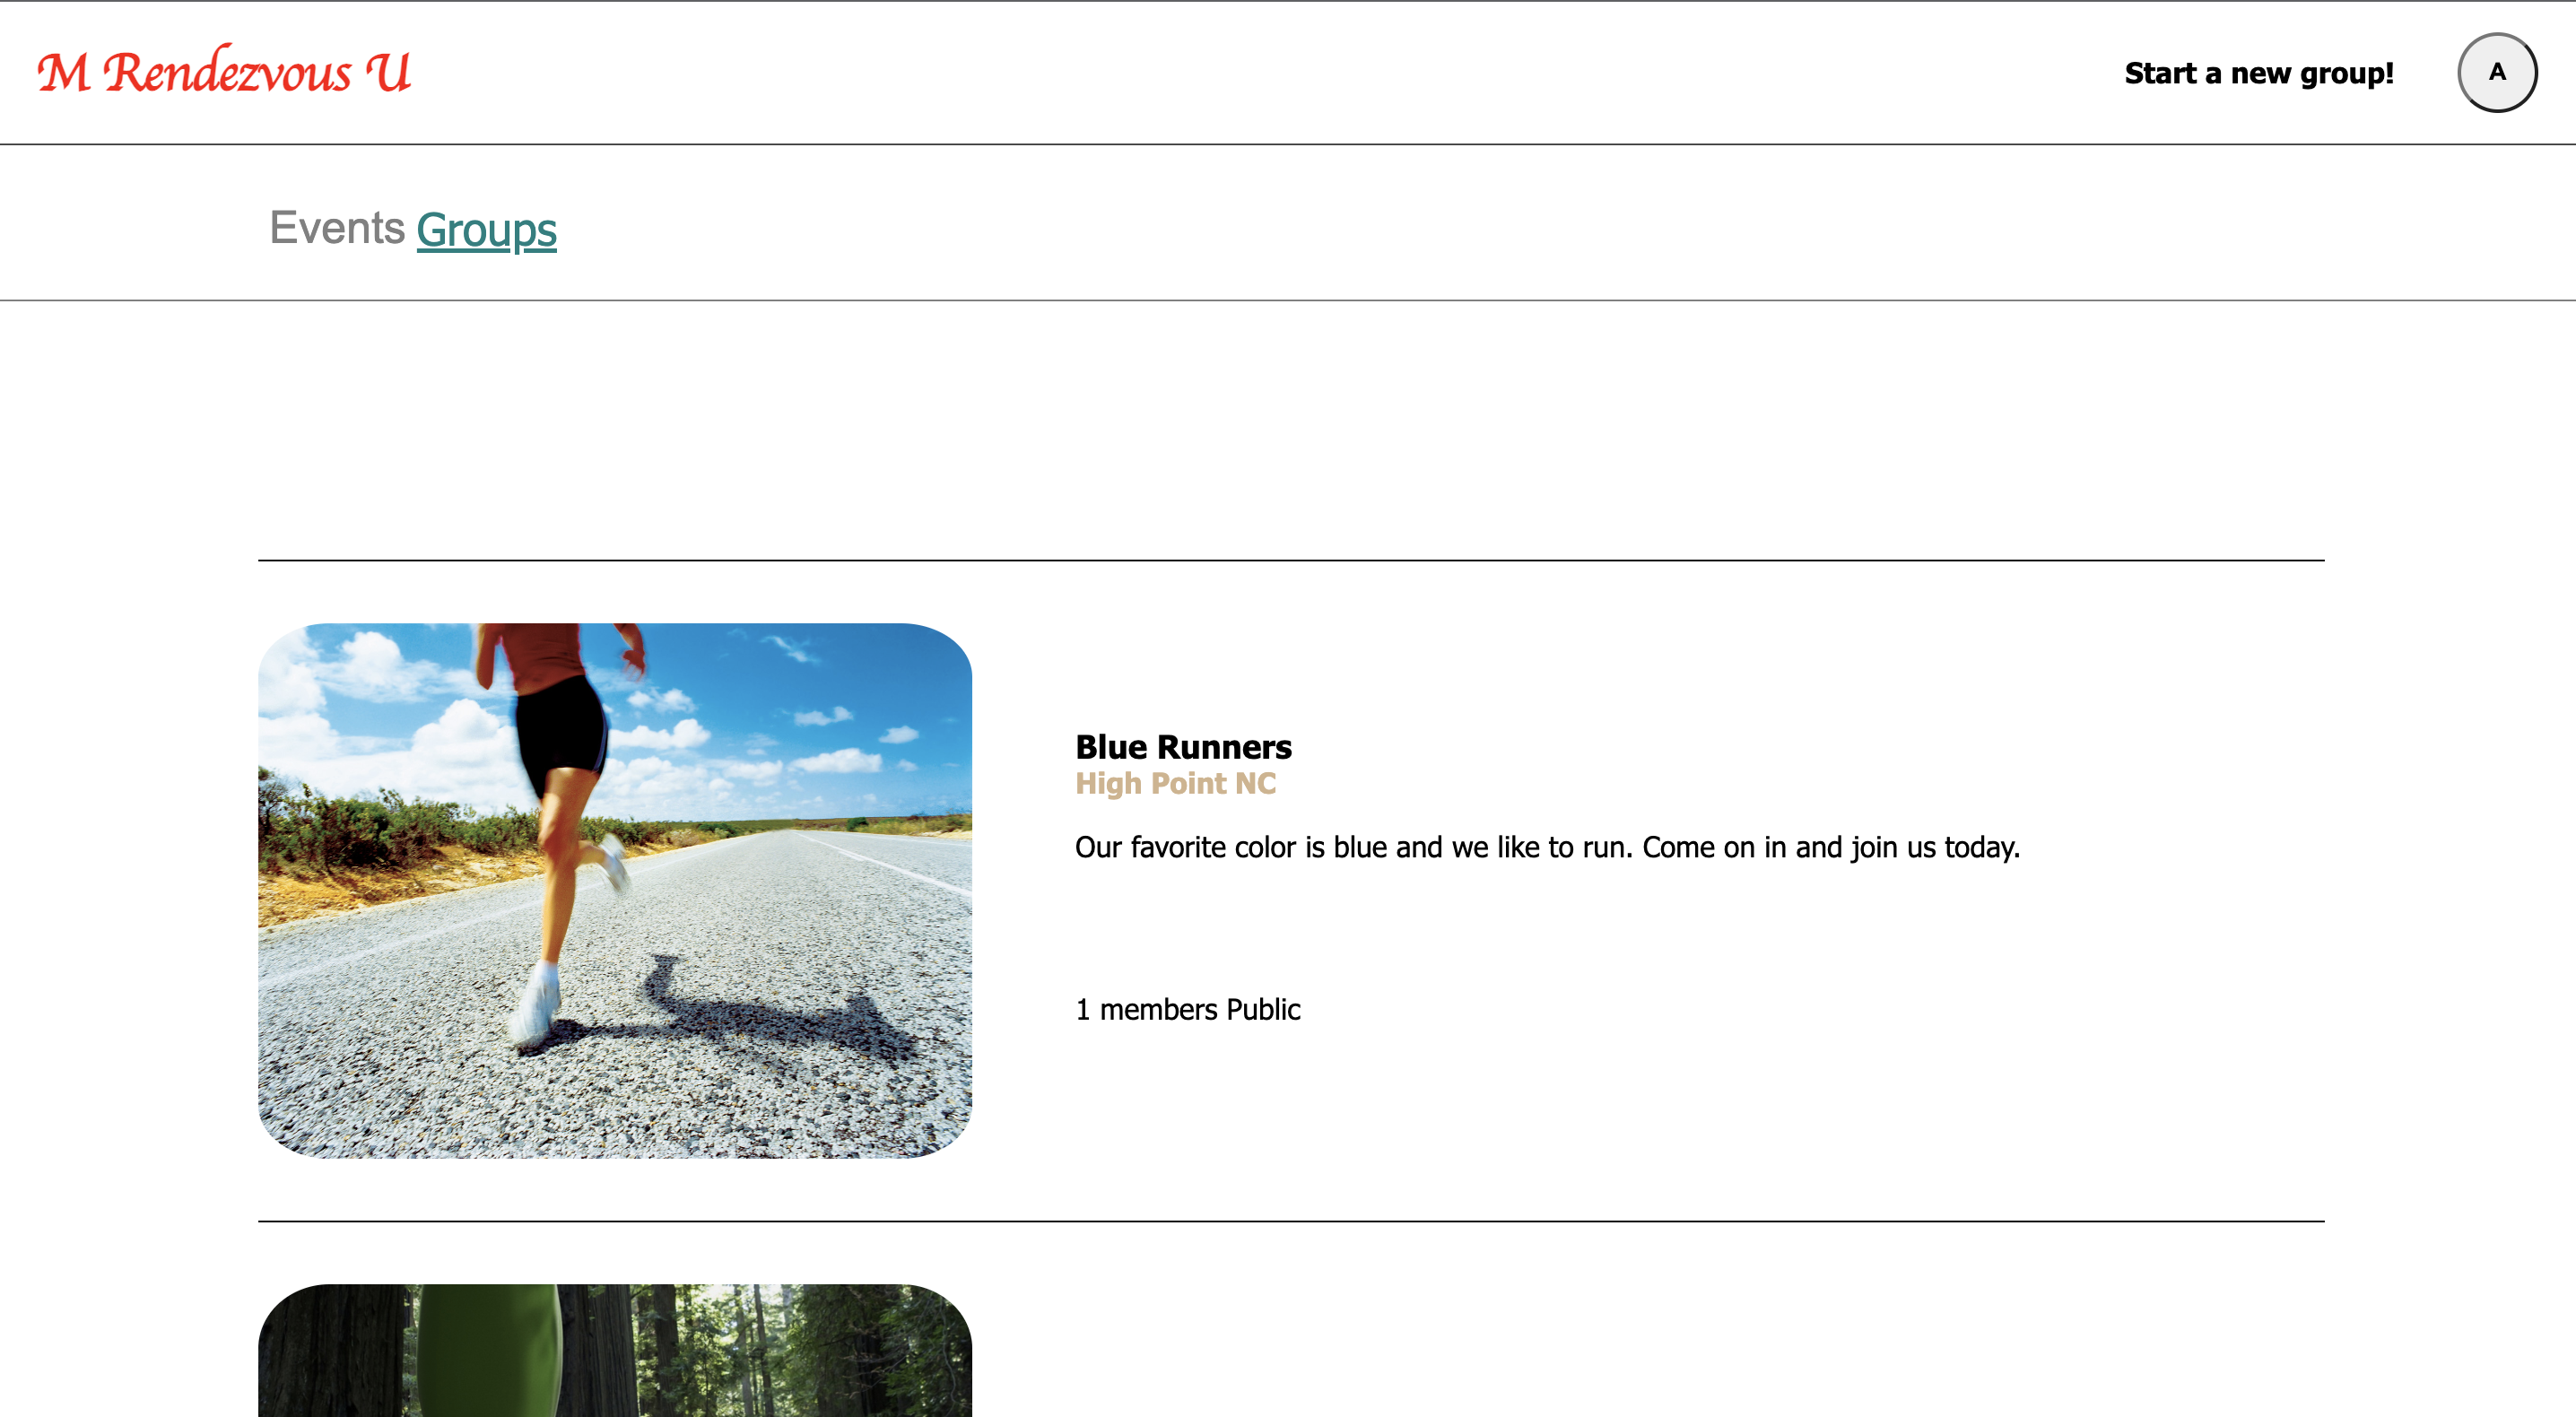 M Rendezvous U
Start a new group!
A
Events Groups
Blue Runners
High Point NC
Our favorite color is blue and we like to run. Come on in and join us today.
1 members Public